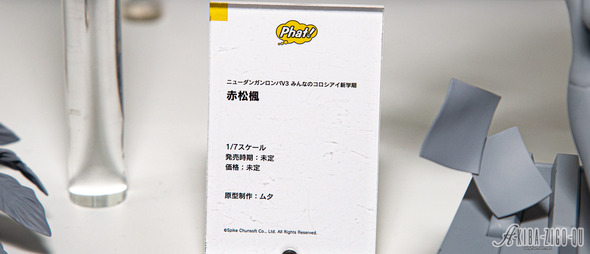 Phat!
ニューダンガンロンパV3 みんなのコロシアイ新学期
赤松楓
1/7スケール
発売時期：未定
価格：未定
原型制作：ムタ
©Spike Chunsoft Co., Ltd. All Rights Reserved.
AKIBA-ZIGO-KU